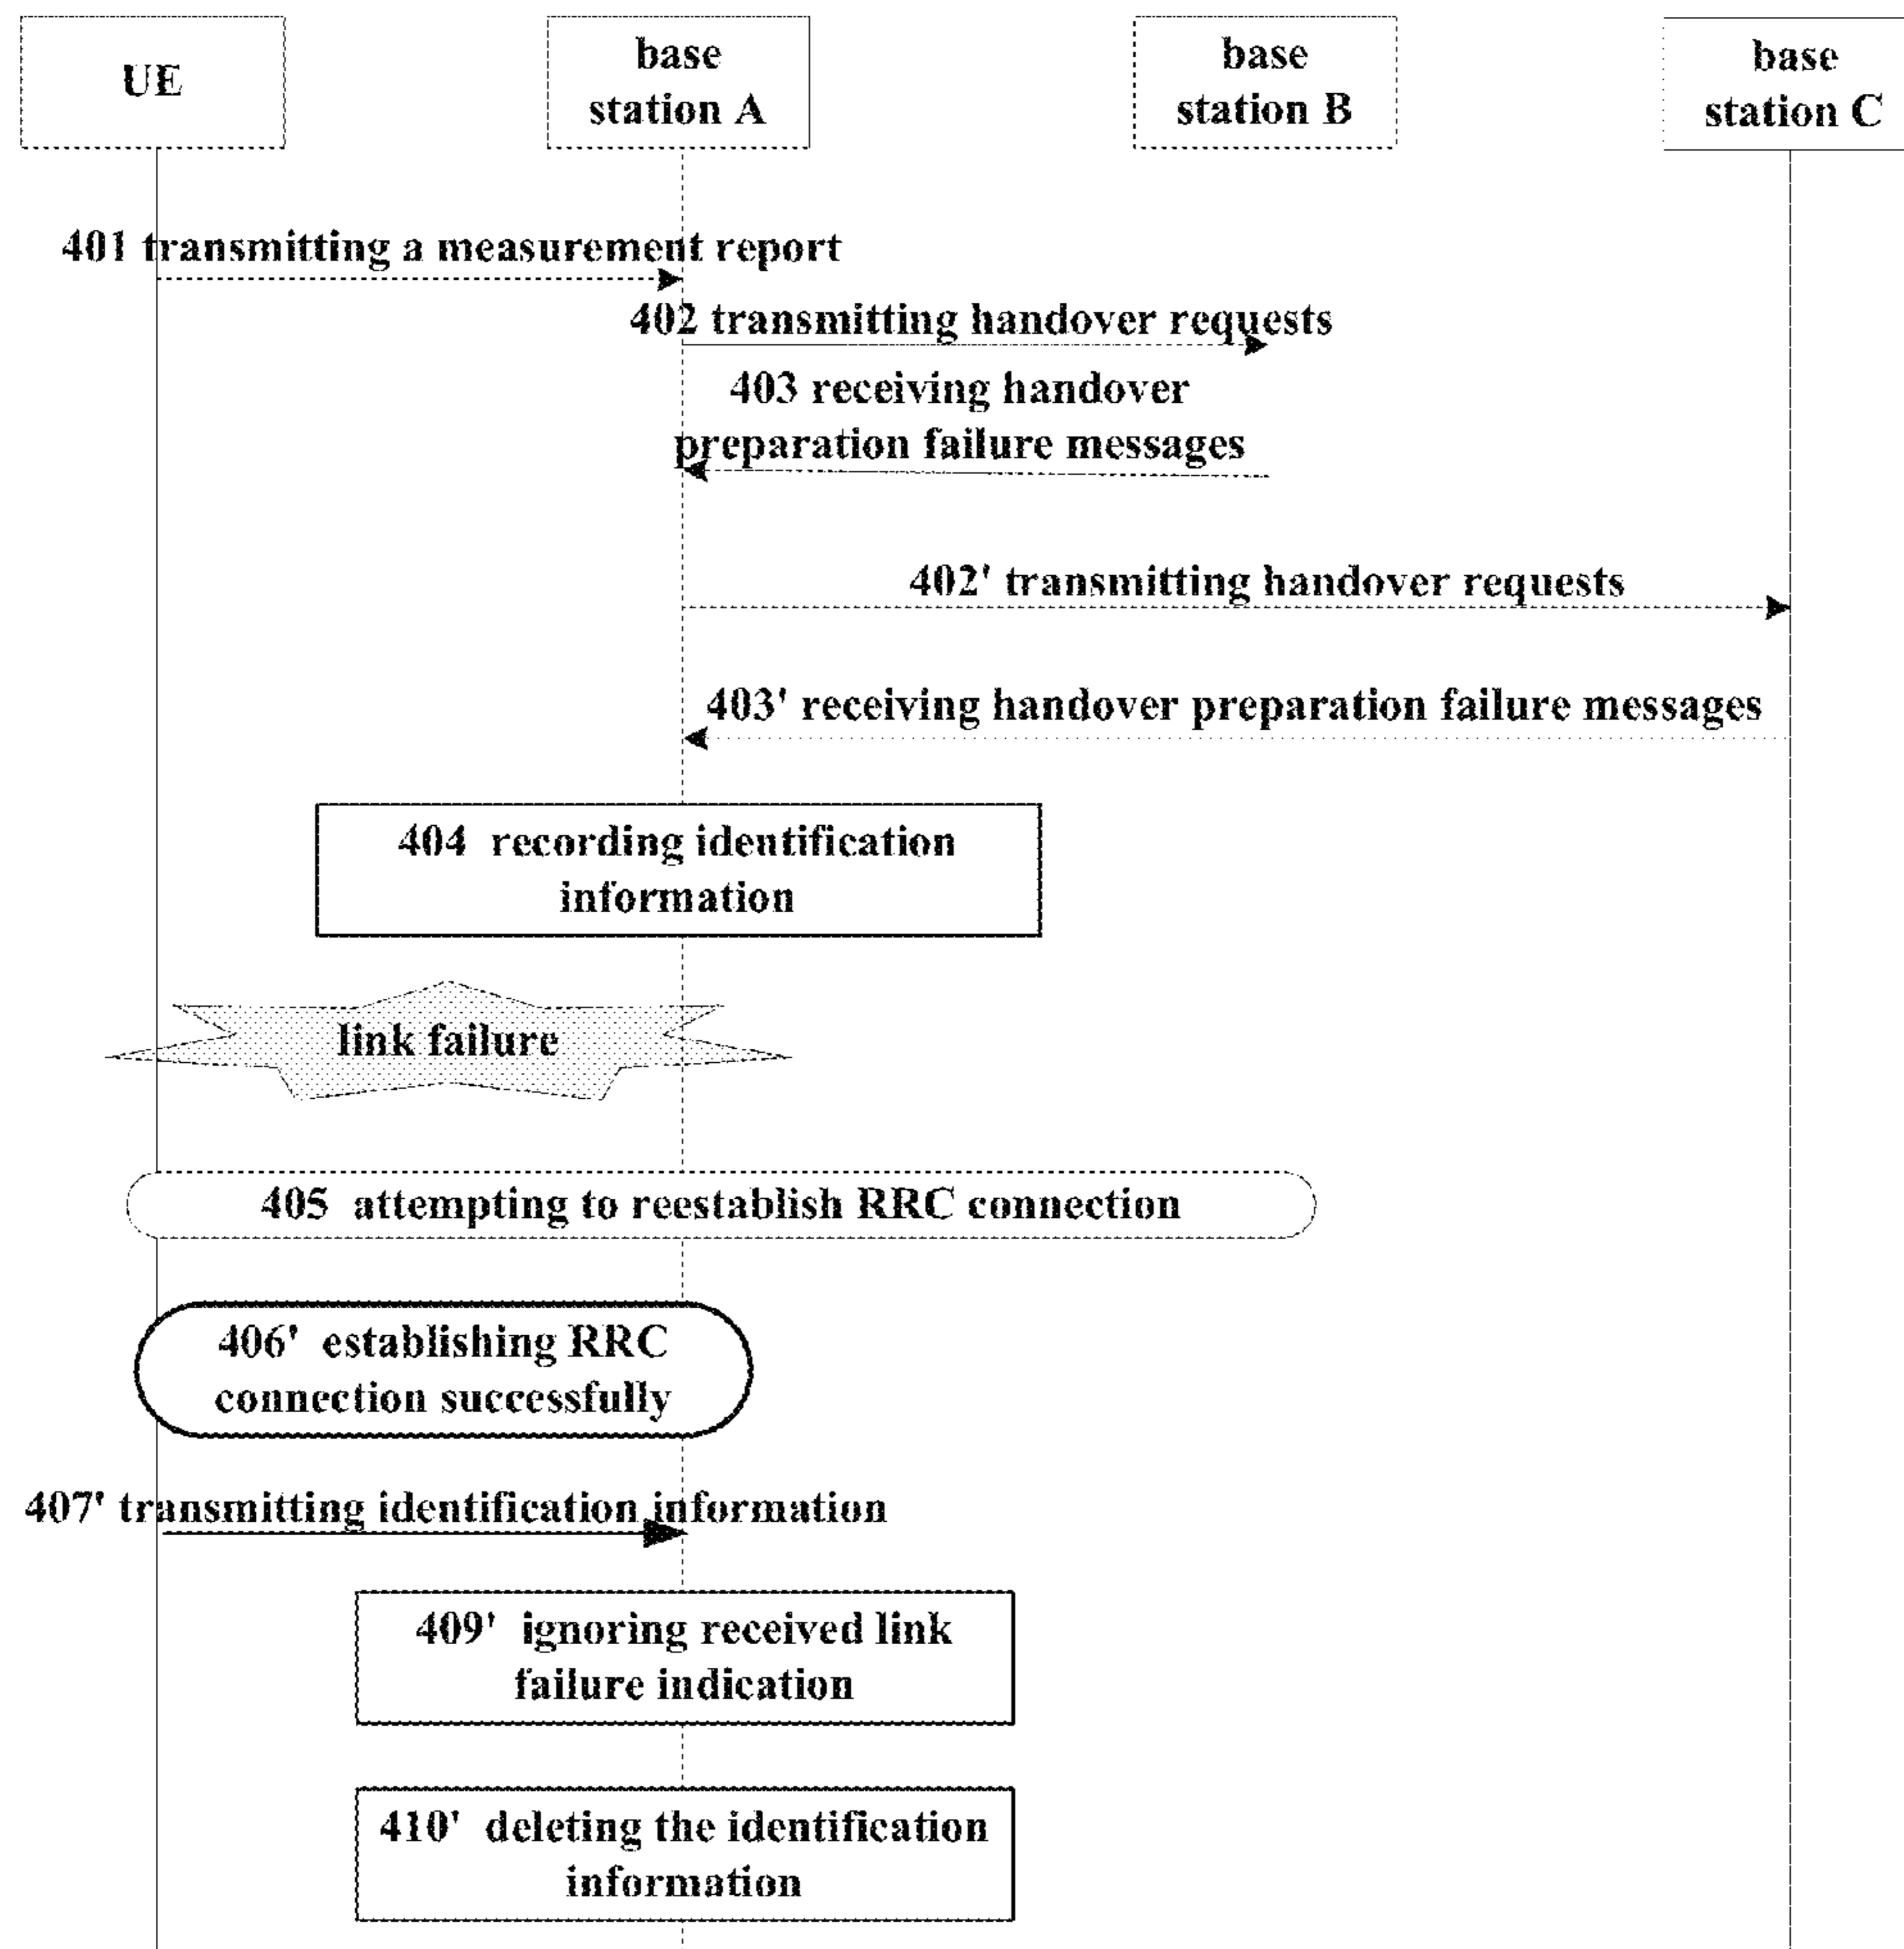 UE
base
station A
base
station B
base
station C
401 transmitting a measurement report
402 transmitting handover requests
403 receiving handover
preparation failure messages
402' transmitting handover requests
403' receiving handover preparation failure messages
404 recording identification
information
link failure
405 attempting to reestablish RRC connection
406' establishing RRC
connection successfully
407' transmitting identification information
409' ignoring received link
failure indication
410' deleting the identification
information